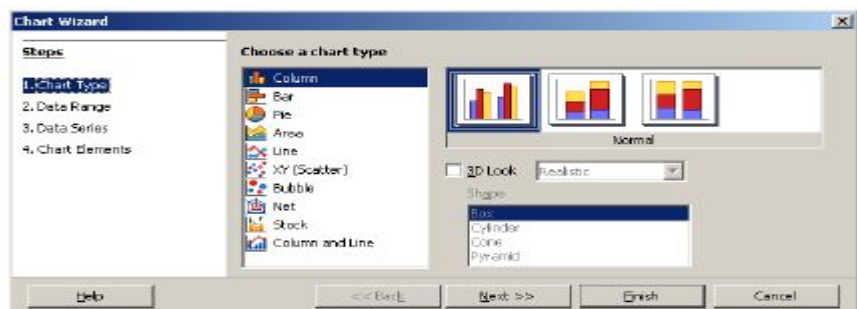 Chart Wizard
Steps
1. Chart Type
2. Data Range
3. Data Series
4. Chart Elements
Choose a chart type
Column
Bar
Pie
Area
Line
XY (Scatter)
Bubble
Net
Stock
Column and Line
Normal
3D Look
Realistic
Shape
Box
Cylinder
Cone
Pyramid
Help
<< Back
Next >>
Finish
Cancel